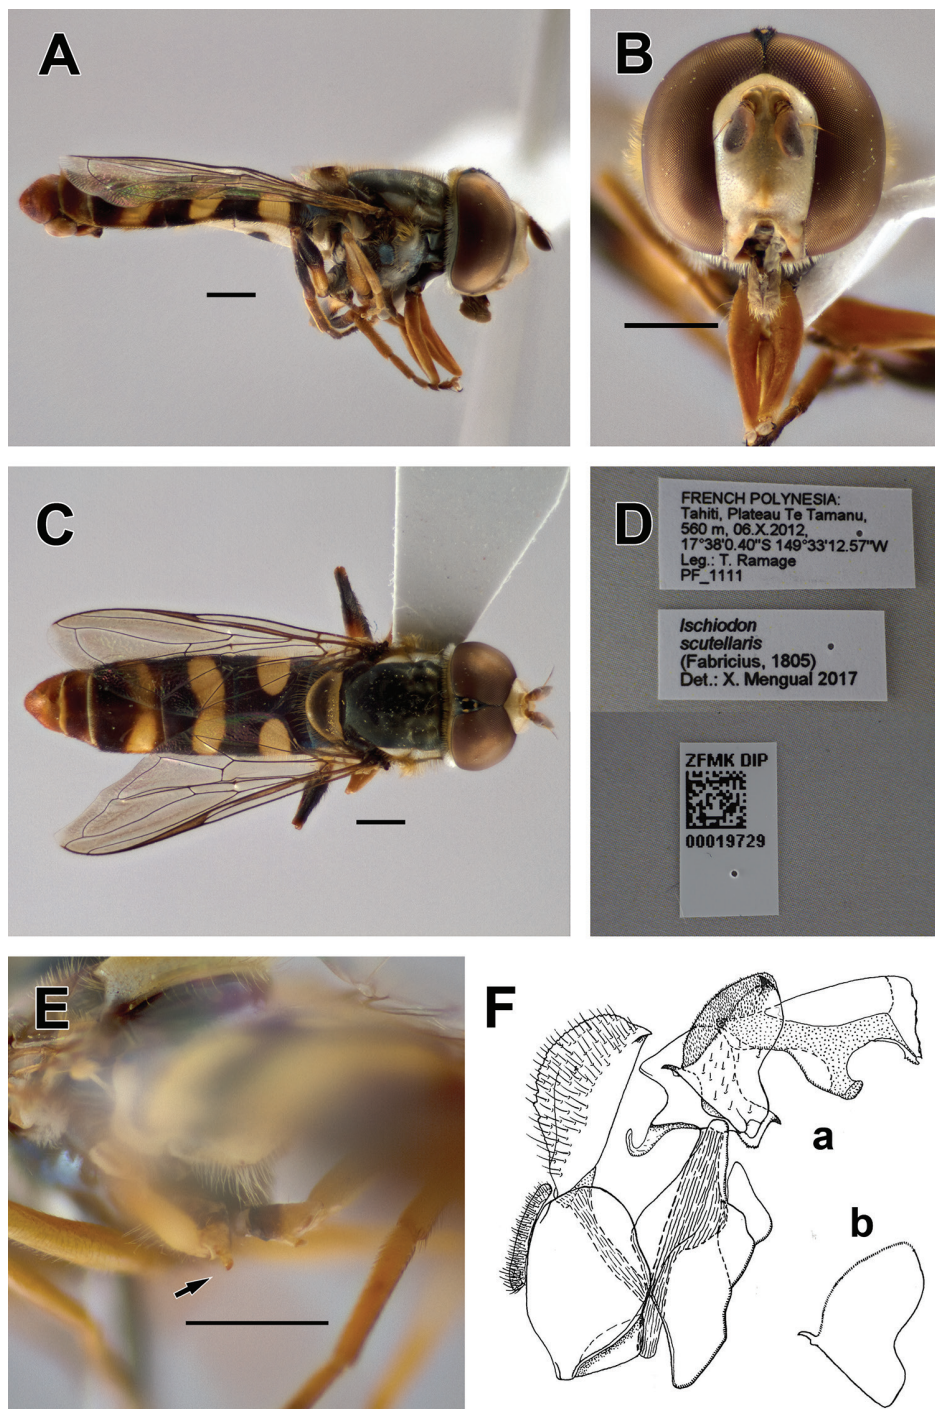 A
B
C
D
FRENCH POLYNESIA:
Tahiti, Plateau Te Tamanu,
560 m, 06.X.2012,
17°38'0.40"S 149°33'12.57"W
Leg.: T. Ramage
PF_1111
Ischiodon
scutellaris
(Fabricius, 1805)
Det.: X. Mengual 2017
ZFMK DIP
00019729
E
F
a
b